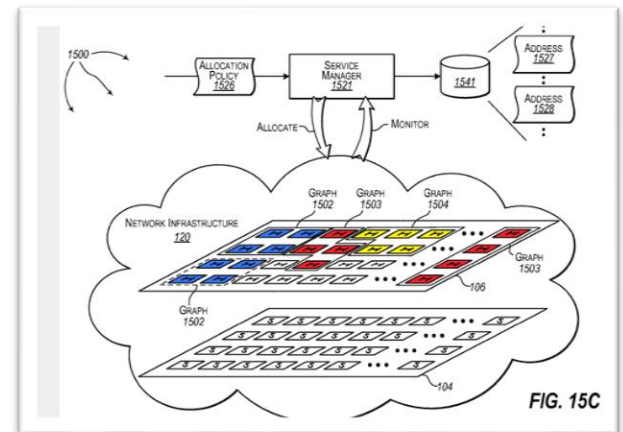 1500
ALLOCATION
POLICY
1526
SERVICE
MANAGER
1521
1541
ADDRESS
1527
ADDRESS
1528
ALLOCATE
MONITOR
GRAPH
1502
GRAPH
1503
GRAPH
1504
NETWORK INFRASTRUCTURE
120
H H H H H H H
H H H H H H H
H H H H H H
H H H H H H
GRAPH
1503
106
GRAPH
1502
S S S S S S S S
S S S S S S S
S S S S S S S
S S S S S S S
104
FIG. 15C